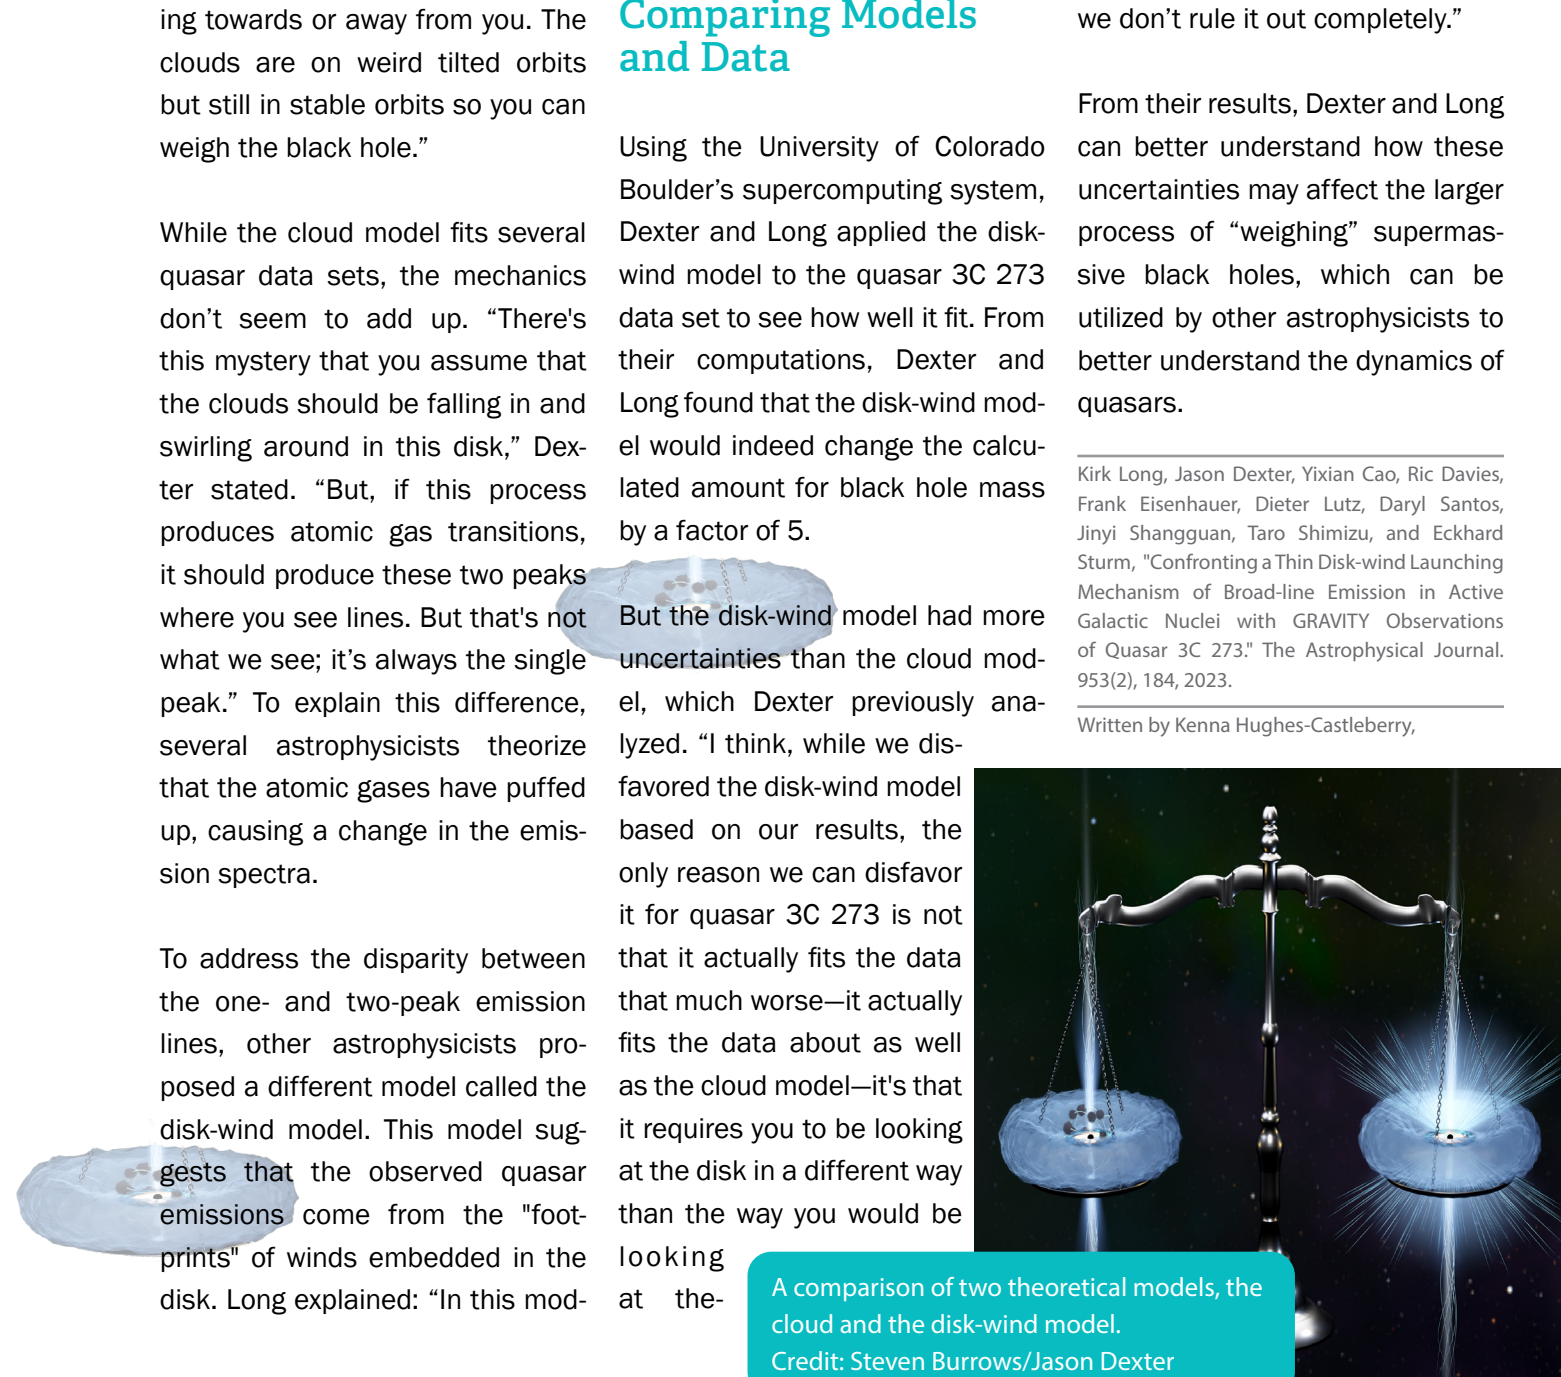 ing towards or away from you. The
clouds are on weird tilted orbits
but still in stable orbits so you can
weigh the black hole.”
While the cloud model fits several
quasar data sets, the mechanics
don’t seem to add up. “There's
this mystery that you assume that
the clouds should be falling in and
swirling around in this disk,” Dex-
ter stated. “But, if this process
produces atomic gas transitions,
it should produce these two peaks
where you see lines. But that's not
what we see; it’s always the single
peak.” To explain this difference,
several astrophysicists theorize
that the atomic gases have puffed
up, causing a change in the emis-
sion spectra.
To address the disparity between
the one- and two-peak emission
lines, other astrophysicists pro-
posed a different model called the
disk-wind model. This model sug-
gests that the observed quasar
emissions come from the "foot-
prints" of winds embedded in the
disk. Long explained: “In this mod-
Comparing Models
and Data
Using the University of Colorado
Boulder’s supercomputing system,
Dexter and Long applied the disk-
wind model to the quasar 3C 273
data set to see how well it fit. From
their computations, Dexter and
Long found that the disk-wind mod-
el would indeed change the calcu-
lated amount for black hole mass
by a factor of 5.
But the disk-wind model had more
uncertainties than the cloud mod-
el, which Dexter previously ana-
lyzed. “I think, while we dis-
favored the disk-wind model
based on our results, the
only reason we can disfavor
it for quasar 3C 273 is not
that it actually fits the data
that much worse—it actually
fits the data about as well
as the cloud model—it's that
it requires you to be looking
at the disk in a different way
than the way you would be
looking
at the-
we don’t rule it out completely.”
From their results, Dexter and Long
can better understand how these
uncertainties may affect the larger
process of “weighing” supermas-
sive black holes, which can be
utilized by other astrophysicists to
better understand the dynamics of
quasars.
Kirk Long, Jason Dexter, Yixian Cao, Ric Davies,
Frank Eisenhauer, Dieter Lutz, Daryl Santos,
Jinyi Shangguan, Taro Shimizu, and Eckhard
Sturm, "Confronting a Thin Disk-wind Launching
Mechanism of Broad-line Emission in Active
Galactic Nuclei with GRAVITY Observations
of Quasar 3C 273." The Astrophysical Journal.
953(2), 184, 2023.
Written by Kenna Hughes-Castleberry,
A comparison of two theoretical models, the
cloud and the disk-wind model.
Credit: Steven Burrows/Jason Dexter